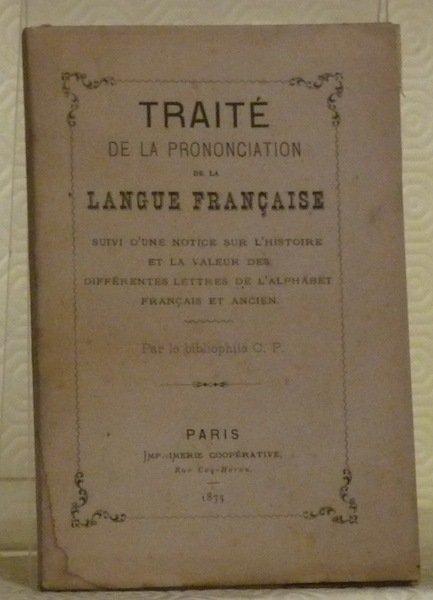 TRAITÉ
DE LA PRONONCIATION
DE LA
LANGUE FRANÇAISE
SUIVI D'UNE NOTICE SUR L'HISTOIRE
ET LA VALEUR DES
DIFFÉRENTES LETTRES DE L'ALPHABET
FRANÇAIS ET ANCIEN.
Par le bibliophile C. P.
PARIS
IMPRIMERIE COOPÉRATIVE,
Rue Coq-Héron.